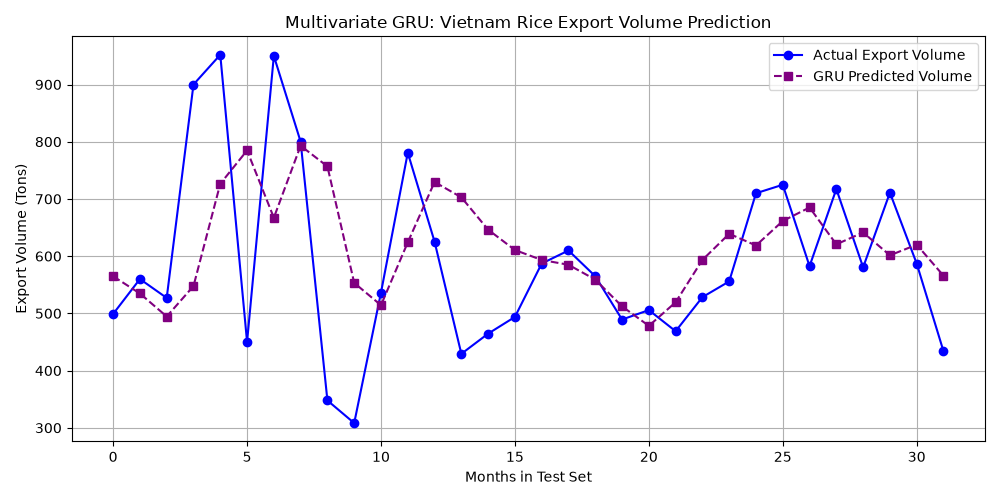 Multivariate GRU: Vietnam Rice Export Volume Prediction
Actual Export Volume
GRU Predicted Volume
Export Volume (Tons)
900
800
700
600
500
400
300
0 5 10 15 20 25 30
Months in Test Set